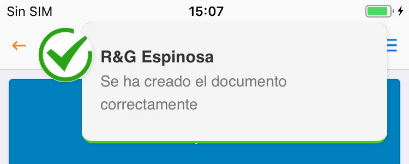 Sin SIM 15:07
R&G Espinosa
Se ha creado el documento
correctamente